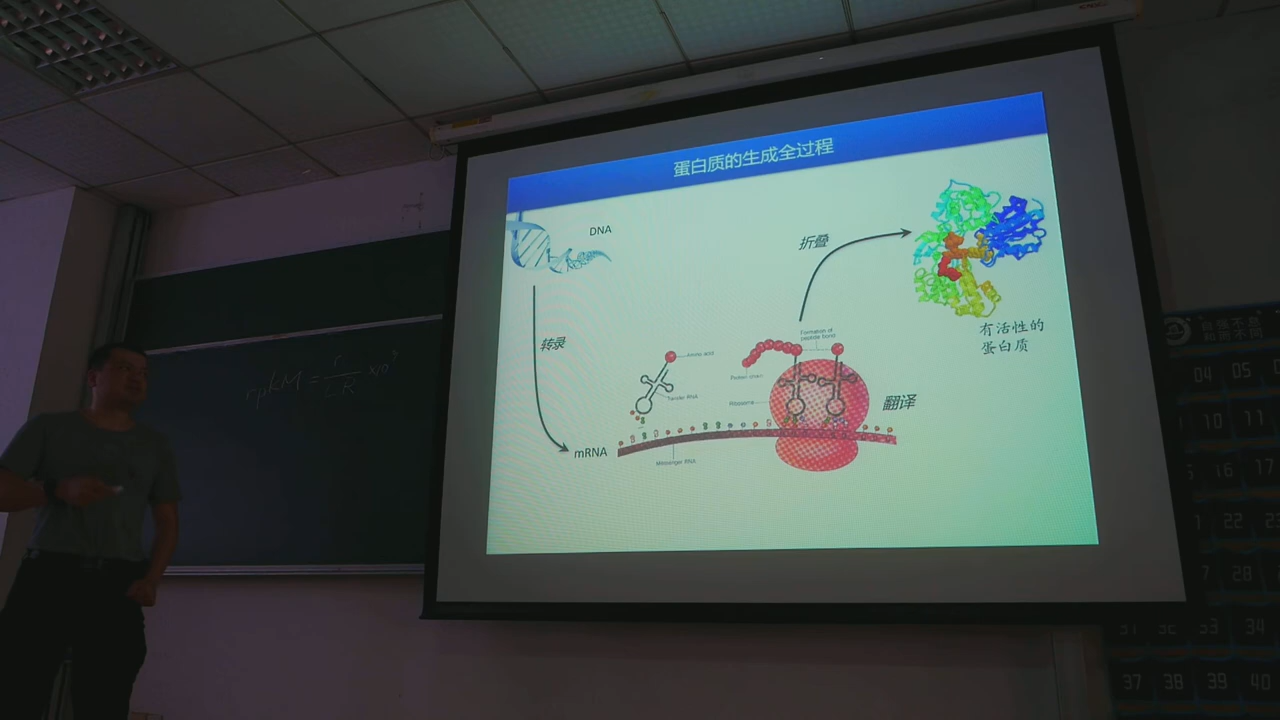 蛋白质的生成全过程
DNA
折叠
有活性的
蛋白质
转录
Formation of
peptide bond
Amino acid
Protein chain
Transfer RNA
Ribosome
翻译
mRNA
Messenger RNA
rpkM =
04 05
10 11
16 17
22
28
33 34
37 38 39 40